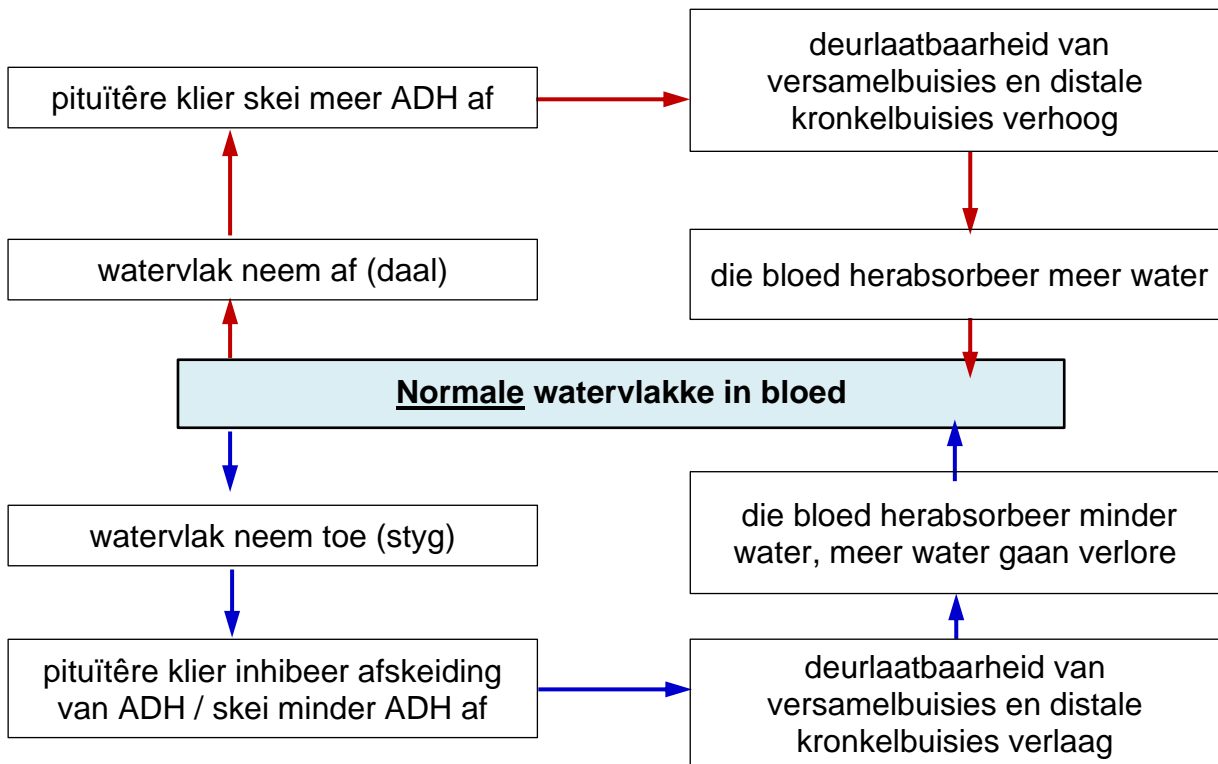 pituïtêre klier skei meer ADH af
deurlaatbaarheid van
versamelbuisies en distale
kronkelbuisies verhoog
watervlak neem af (daal)
die bloed herabsorbeer meer water
Normale watervlakke in bloed
watervlak neem toe (styg)
die bloed herabsorbeer minder
water, meer water gaan verlore
pituïtêre klier inhibeer afskeiding
van ADH / skei minder ADH af
deurlaatbaarheid van
versamelbuisies en distale
kronkelbuisies verlaag